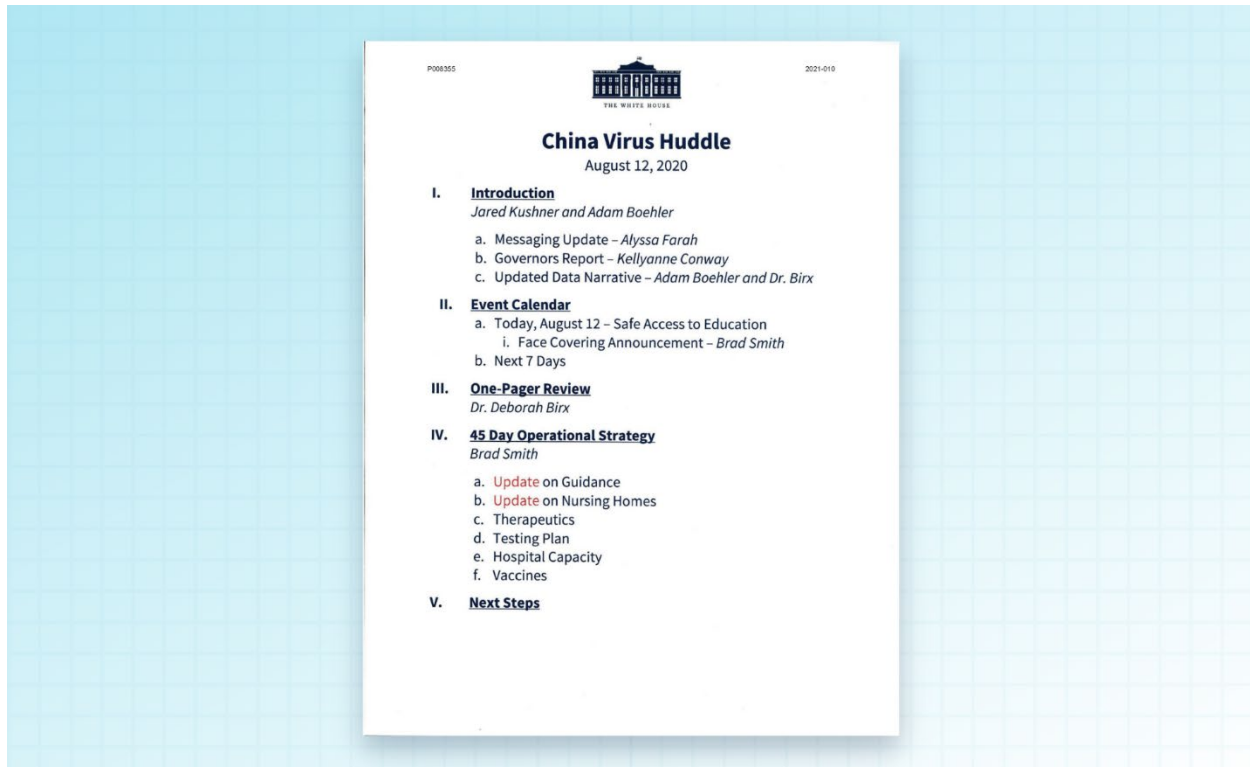 P008355
2021-010
THE WHITE HOUSE
China Virus Huddle
August 12, 2020
I. Introduction
Jared Kushner and Adam Boehler
a. Messaging Update – Alyssa Farah
b. Governors Report – Kellyanne Conway
c. Updated Data Narrative – Adam Boehler and Dr. Birx
II. Event Calendar
a. Today, August 12 – Safe Access to Education
i. Face Covering Announcement – Brad Smith
b. Next 7 Days
III. One-Pager Review
Dr. Deborah Birx
IV. 45 Day Operational Strategy
Brad Smith
a. Update on Guidance
b. Update on Nursing Homes
c. Therapeutics
d. Testing Plan
e. Hospital Capacity
f. Vaccines
V. Next Steps